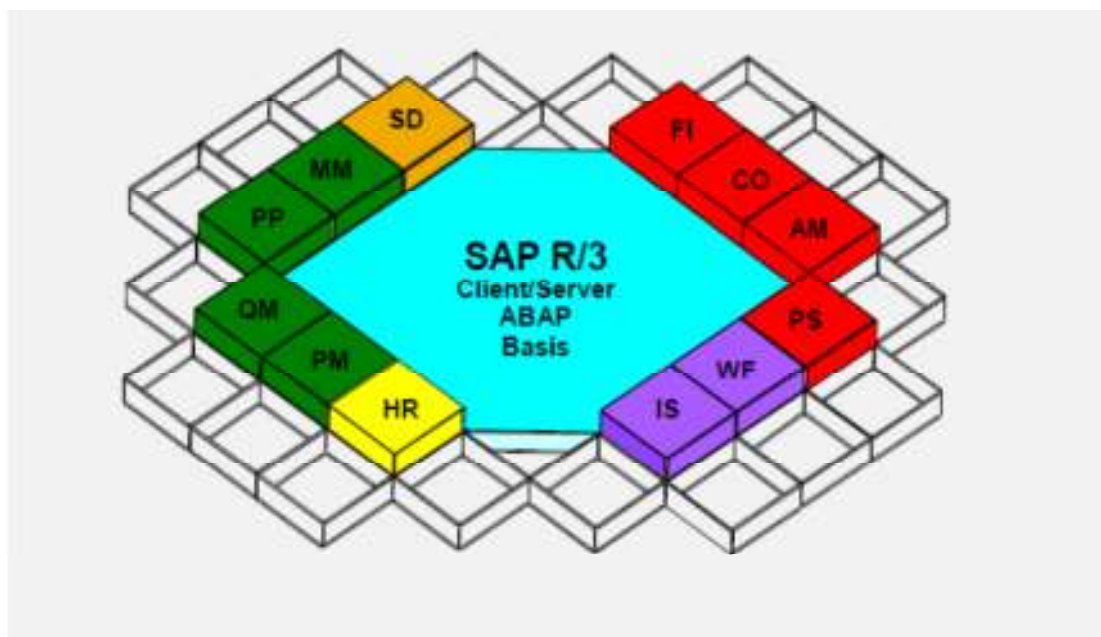 SD
FI
MM
CO
PP
AM
SAP R/3
Client/Server
ABAP
Basis
QM
PS
PM
WF
HR
IS